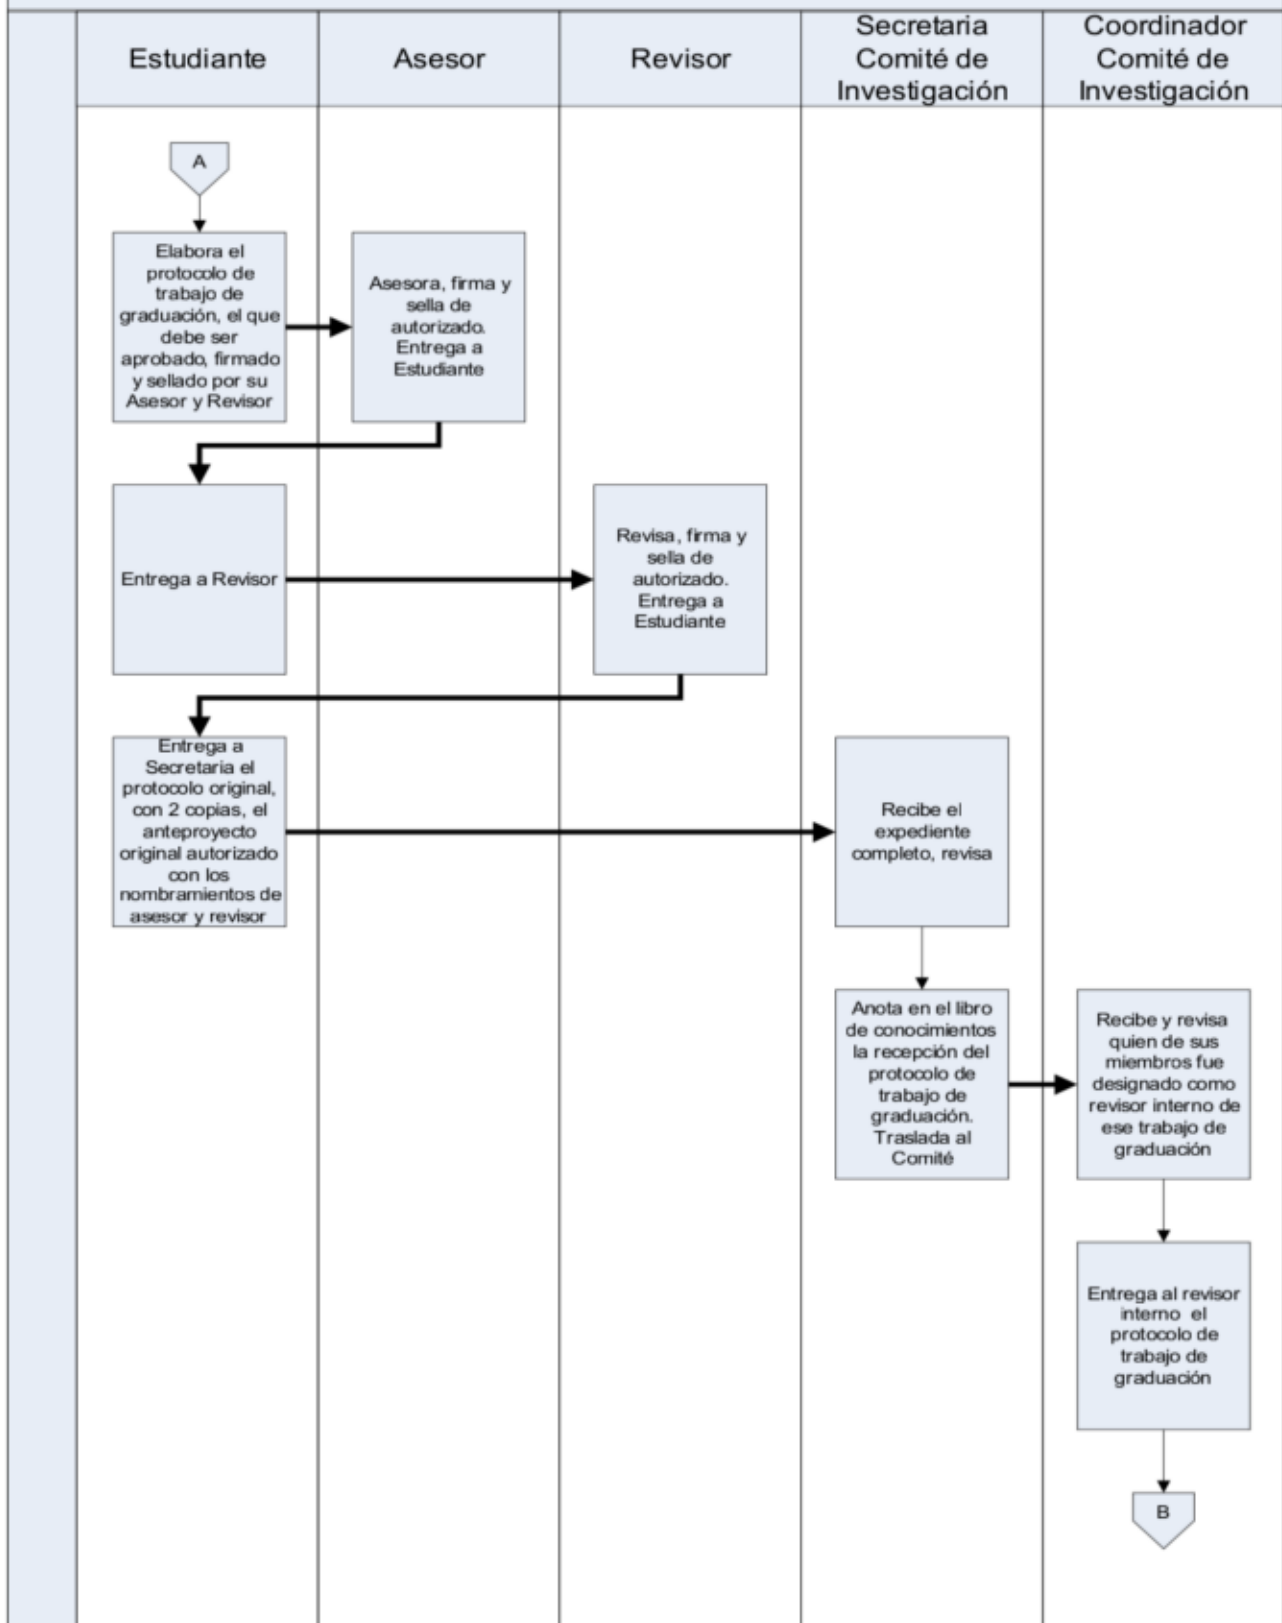 Estudiante
Asesor
Revisor
Secretaria
Comité de
Investigación
Coordinador
Comité de
Investigación
A
Elabora el
protocolo de
trabajo de
graduación, el que
debe ser
aprobado, firmado
y sellado por su
Asesor y Revisor
Asesora, firma y
sella de
autorizado.
Entrega a
Estudiante
Entrega a Revisor
Revisa, firma y
sella de
autorizado.
Entrega a
Estudiante
Entrega a
Secretaria el
protocolo original,
con 2 copias, el
anteproyecto
original autorizado
con los
nombramientos de
asesor y revisor
Recibe el
expediente
completo, revisa
Anota en el libro
de conocimientos
la recepción del
protocolo de
trabajo de
graduación.
Traslada al
Comité
Recibe y revisa
quien de sus
miembros fue
designado como
revisor interno de
ese trabajo de
graduación
Entrega al revisor
interno el
protocolo de
trabajo de
graduación
B